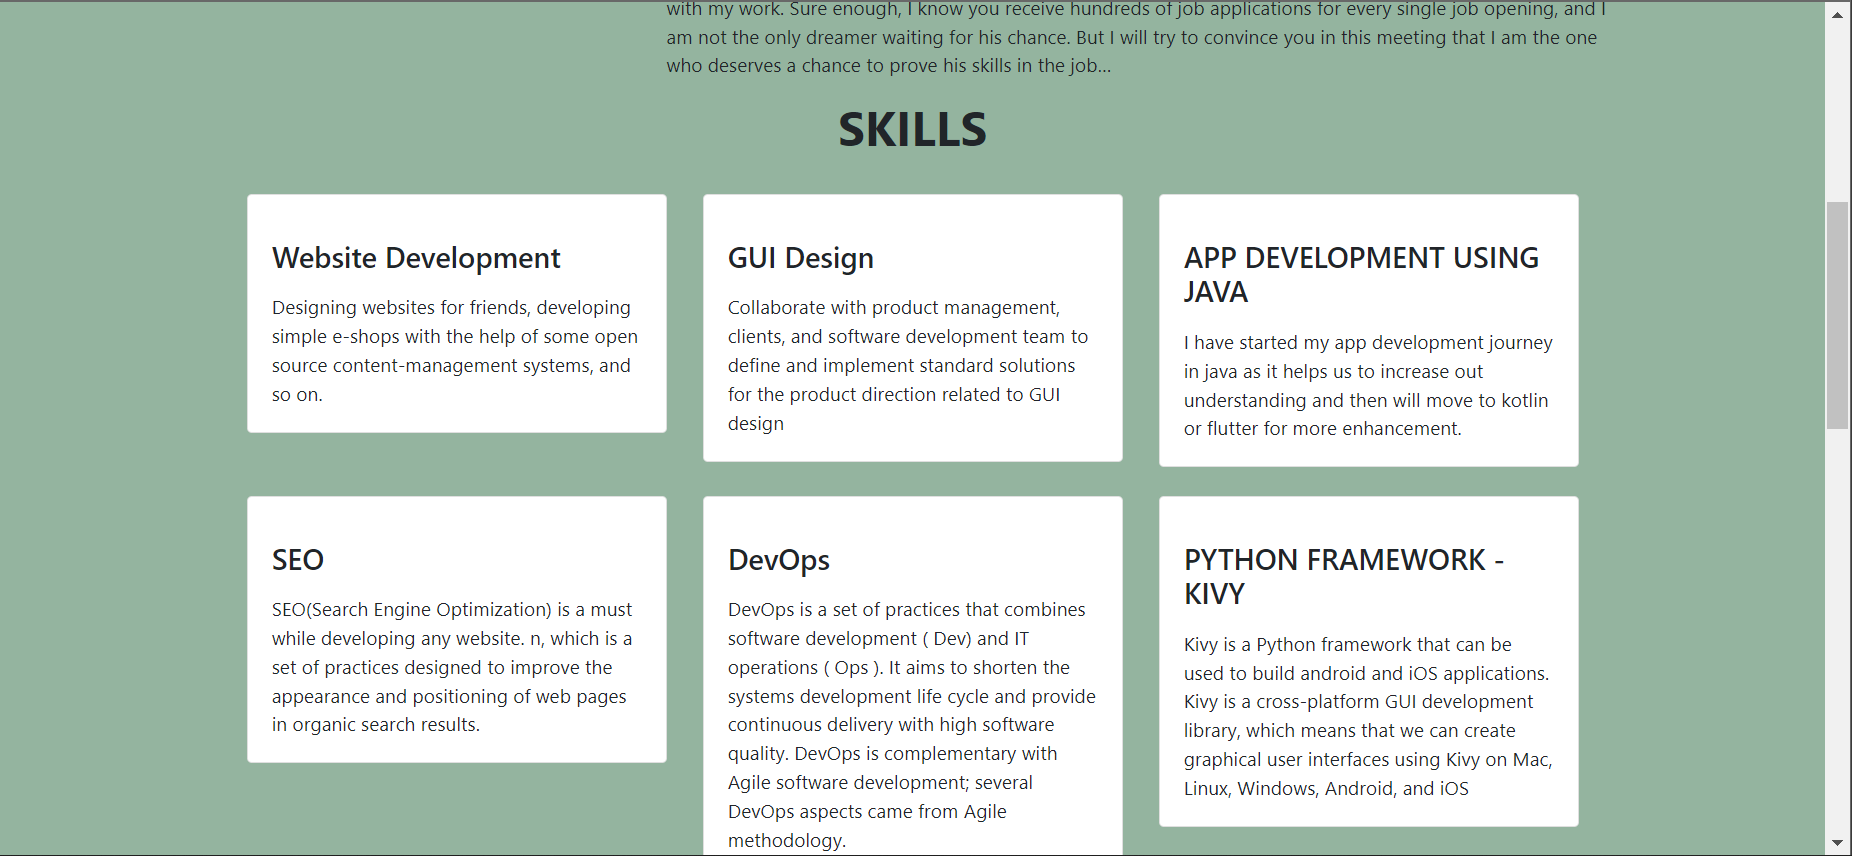 with my work. Sure enough, I know you receive hundreds of job applications for every single job opening, and I
am not the only dreamer waiting for his chance. But I will try to convince you in this meeting that I am the one
who deserves a chance to prove his skills in the job...
SKILLS
Website Development
Designing websites for friends, developing
simple e-shops with the help of some open
source content-management systems, and
so on.
GUI Design
Collaborate with product management,
clients, and software development team to
define and implement standard solutions
for the product direction related to GUI
design
APP DEVELOPMENT USING
JAVA
I have started my app development journey
in java as it helps us to increase out
understanding and then will move to kotlin
or flutter for more enhancement.
SEO
SEO(Search Engine Optimization) is a must
while developing any website. n, which is a
set of practices designed to improve the
appearance and positioning of web pages
in organic search results.
DevOps
DevOps is a set of practices that combines
software development ( Dev) and IT
operations ( Ops ). It aims to shorten the
systems development life cycle and provide
continuous delivery with high software
quality. DevOps is complementary with
Agile software development; several
DevOps aspects came from Agile
methodology.
PYTHON FRAMEWORK -
KIVY
Kivy is a Python framework that can be
used to build android and iOS applications.
Kivy is a cross-platform GUI development
library, which means that we can create
graphical user interfaces using Kivy on Mac,
Linux, Windows, Android, and iOS